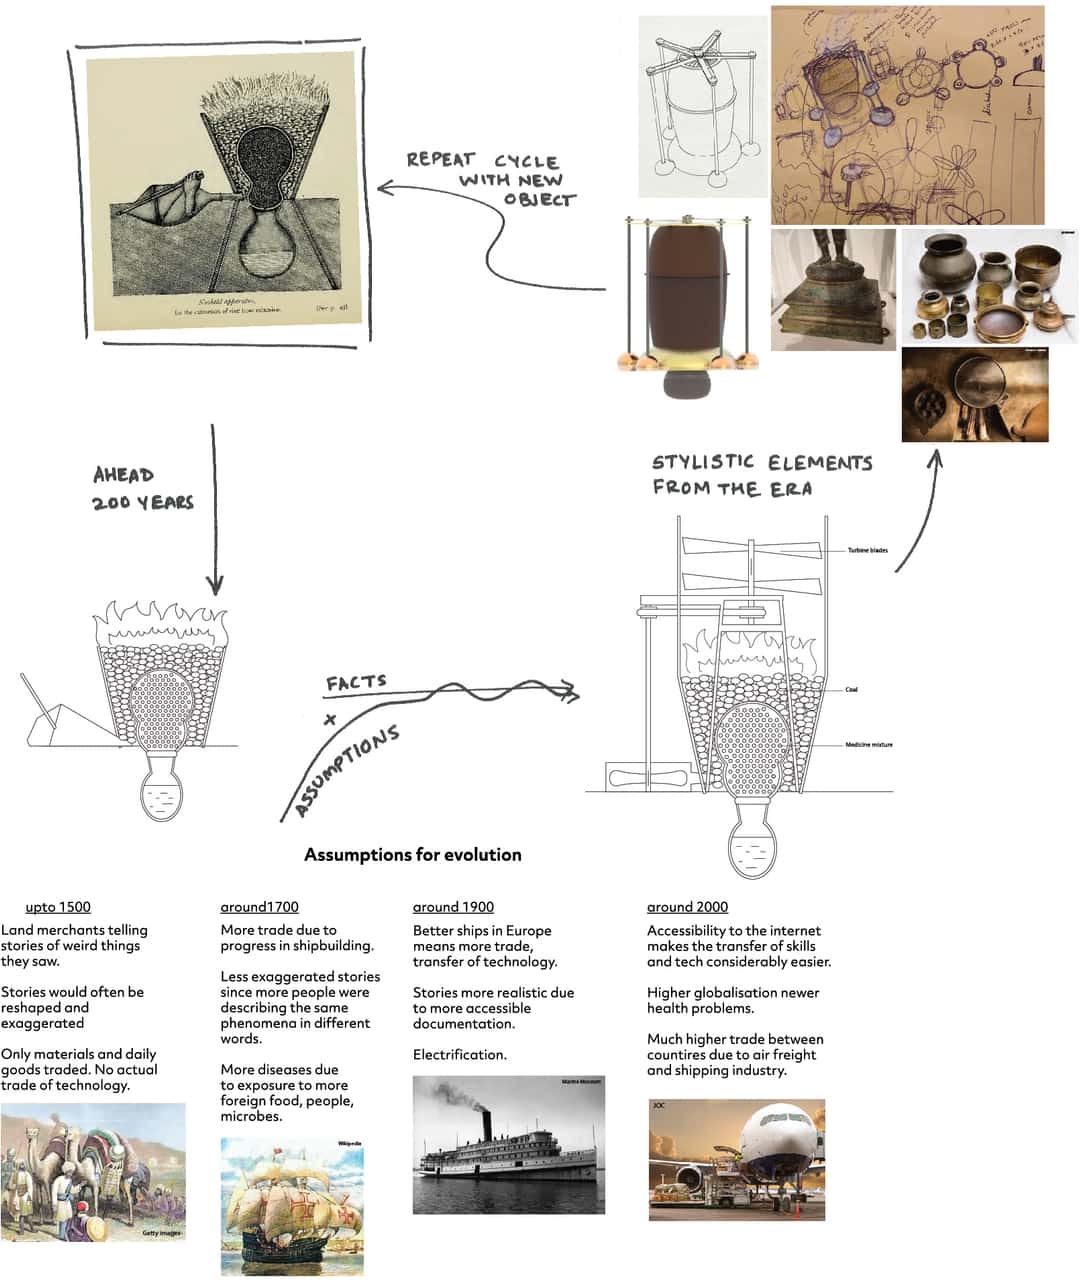 REPEAT CYCLE
WITH NEW
OBJECT
for the extraction of
(See p.
AHEAD
200 YEARS
STYLISTIC ELEMENTS
FROM THE ERA
Turbine blades
Coal
Medicine mixture
FACTS
+
ASSUMPTIONS
Assumptions for evolution
upto 1500
Land merchants telling
stories of weird things
they saw.
Stories would often be
reshaped and
exaggerated
Only materials and daily
goods traded. No actual
trade of technology.
Getty images
around1700
More trade due to
progress in shipbuilding.
Less exaggerated stories
since more people were
describing the same
phenomena in different
words.
More diseases due
to exposure to more
foreign food, people,
microbes.
Wikipedia
around 1900
Better ships in Europe
means more trade,
transfer of technology.
Stories more realistic due
to more accessible
documentation.
Electrification.
Museum
around 2000
Accessibility to the internet
makes the transfer of skills
and tech considerably easier.
Higher globalisation newer
health problems.
Much higher trade between
countires due to air freight
and shipping industry.
JOC